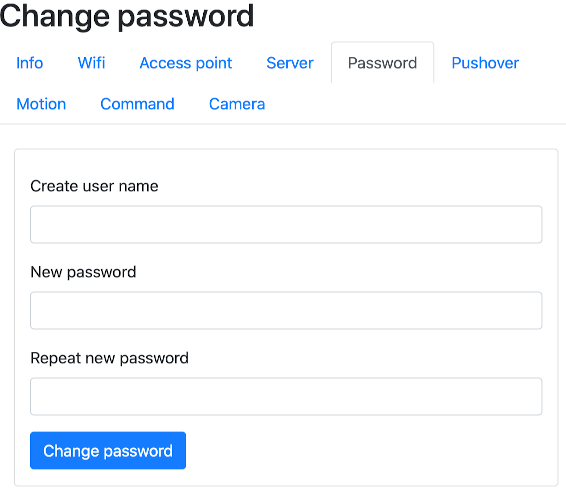 Change password
Info Wifi Access point Server Password Pushover
Motion Command Camera
Create user name
New password
Repeat new password
Change password